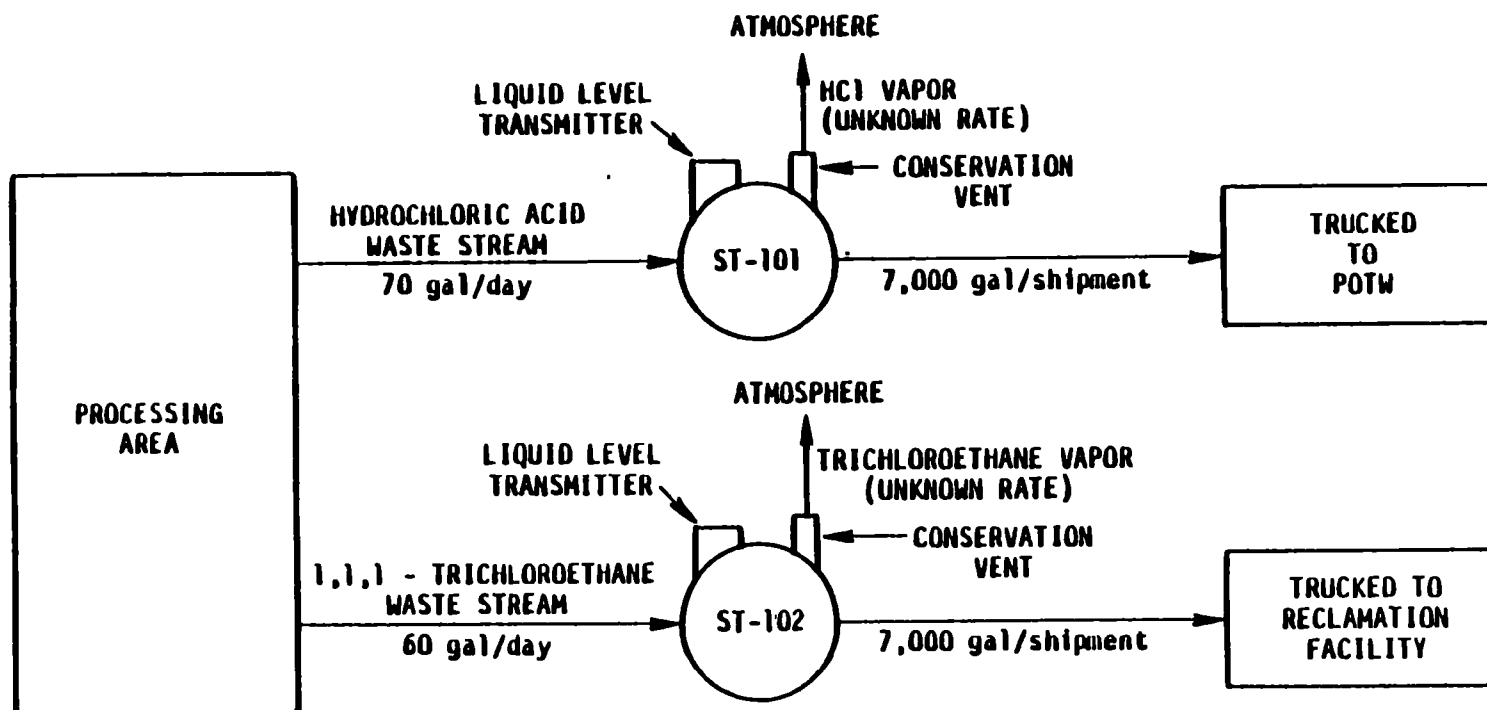 ATMOSPHERE
LIQUID LEVEL
TRANSMITTER
HCl VAPOR
(UNKNOWN RATE)
CONSERVATION
VENT
HYDROCHLORIC ACID
WASTE STREAM
70 gal/day
ST-101
7,000 gal/shipment
TRUCKED
TO
POTW
PROCESSING
AREA
ATMOSPHERE
LIQUID LEVEL
TRANSMITTER
TRICHLOROETHANE VAPOR
(UNKNOWN RATE)
CONSERVATION
VENT
1,1,1 - TRICHLOROETHANE
WASTE STREAM
60 gal/day
ST-102
7,000 gal/shipment
TRUCKED TO
RECLAMATION
FACILITY